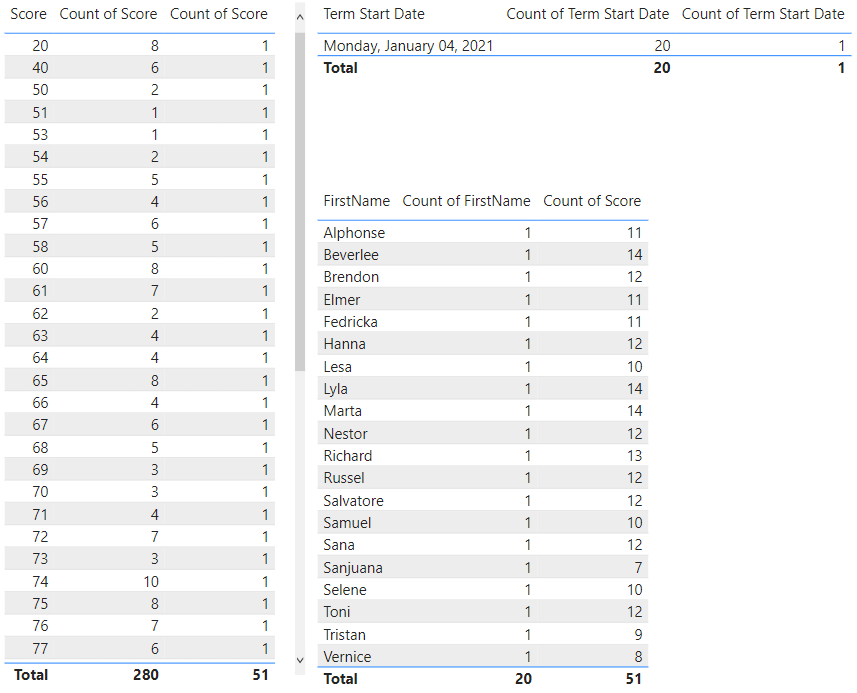 Score Count of Score Count of Score
20 8 1
40 6 1
50 2 1
51 1 1
53 1 1
54 2 1
55 5 1
56 4 1
57 6 1
58 5 1
60 8 1
61 7 1
62 2 1
63 4 1
64 4 1
65 8 1
66 4 1
67 6 1
68 5 1
69 3 1
70 3 1
71 4 1
72 7 1
73 3 1
74 10 1
75 8 1
76 7 1
77 6 1
Total 280 51
Term Start Date Count of Term Start Date Count of Term Start Date
Monday, January 04, 2021 20 1
Total 20 1
FirstName Count of FirstName Count of Score
Alphonse 1 11
Beverlee 1 14
Brendon 1 12
Elmer 1 11
Fedricka 1 11
Hanna 1 12
Lesa 1 10
Lyla 1 14
Marta 1 14
Nestor 1 12
Richard 1 13
Russel 1 12
Salvatore 1 12
Samuel 1 10
Sana 1 12
Sanjuana 1 7
Selene 1 10
Toni 1 12
Tristan 1 9
Vernice 1 8
Total 20 51